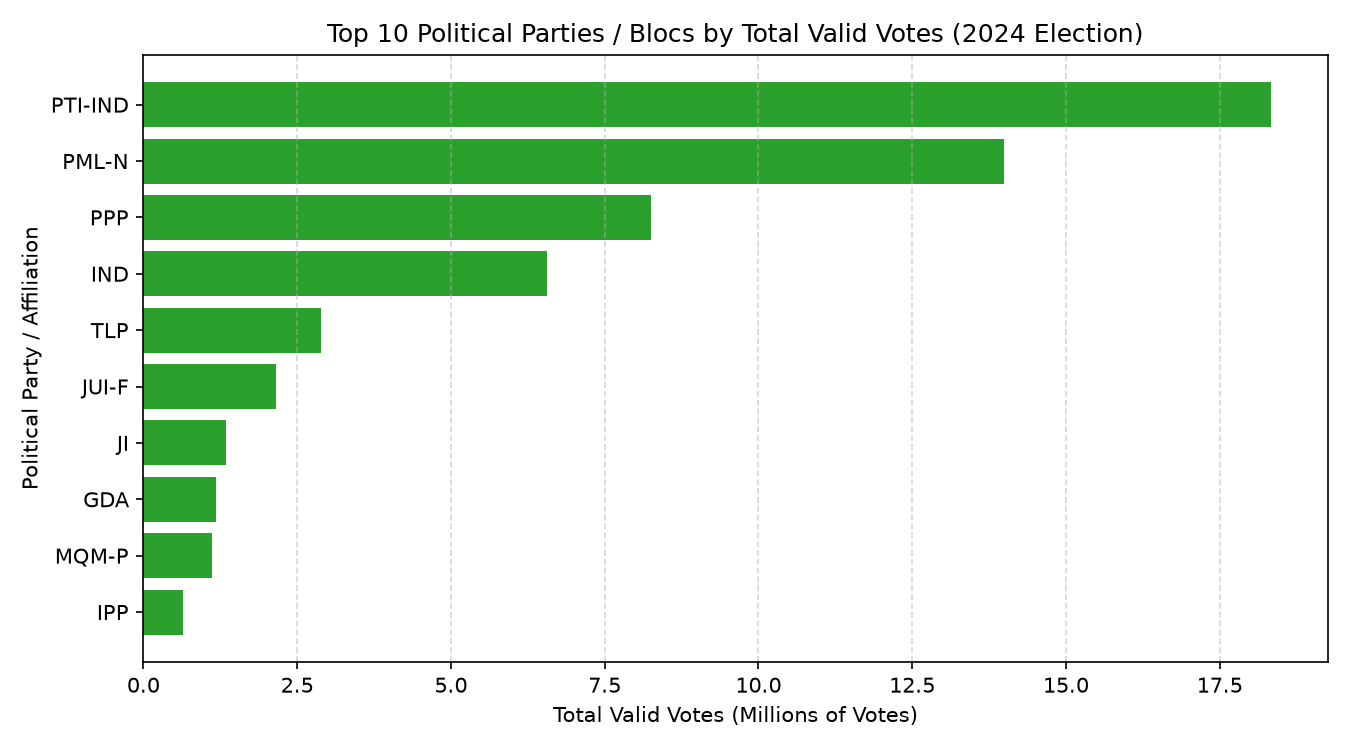 Top 10 Political Parties / Blocs by Total Valid Votes (2024 Election)
Political Party / Affiliation
PTI-IND
PML-N
PPP
IND
TLP
JUI-F
JI
GDA
MQM-P
IPP
0.0 2.5 5.0 7.5 10.0 12.5 15.0 17.5
Total Valid Votes (Millions of Votes)